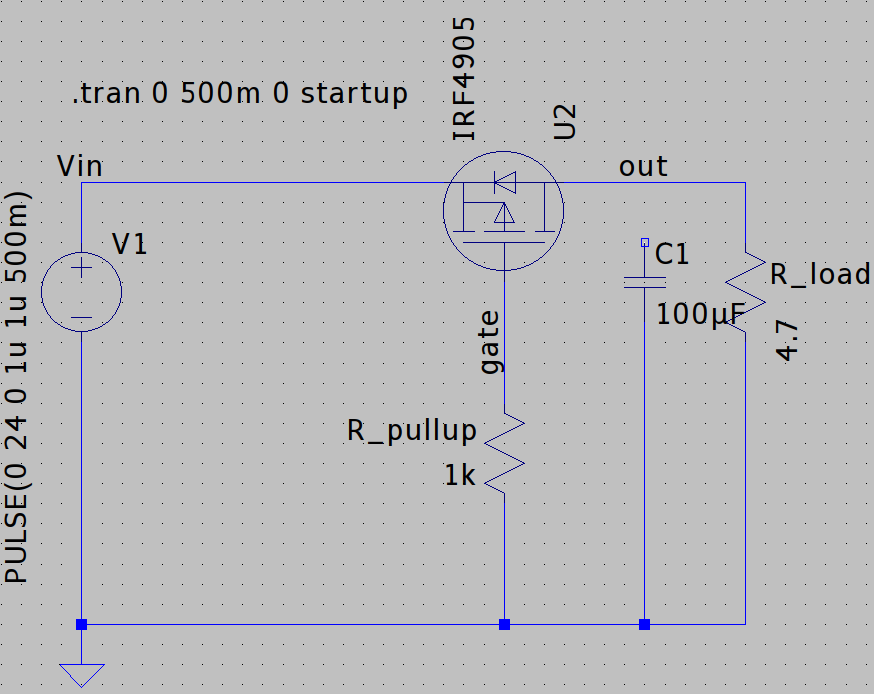 .tran 0 500m 0 startup
IRF4905
U2
Vin
out
V1
PULSE(0 24 0 1u 1u 500m)
C1
100µF
R_load
4.7
gate
R_pullup
1k